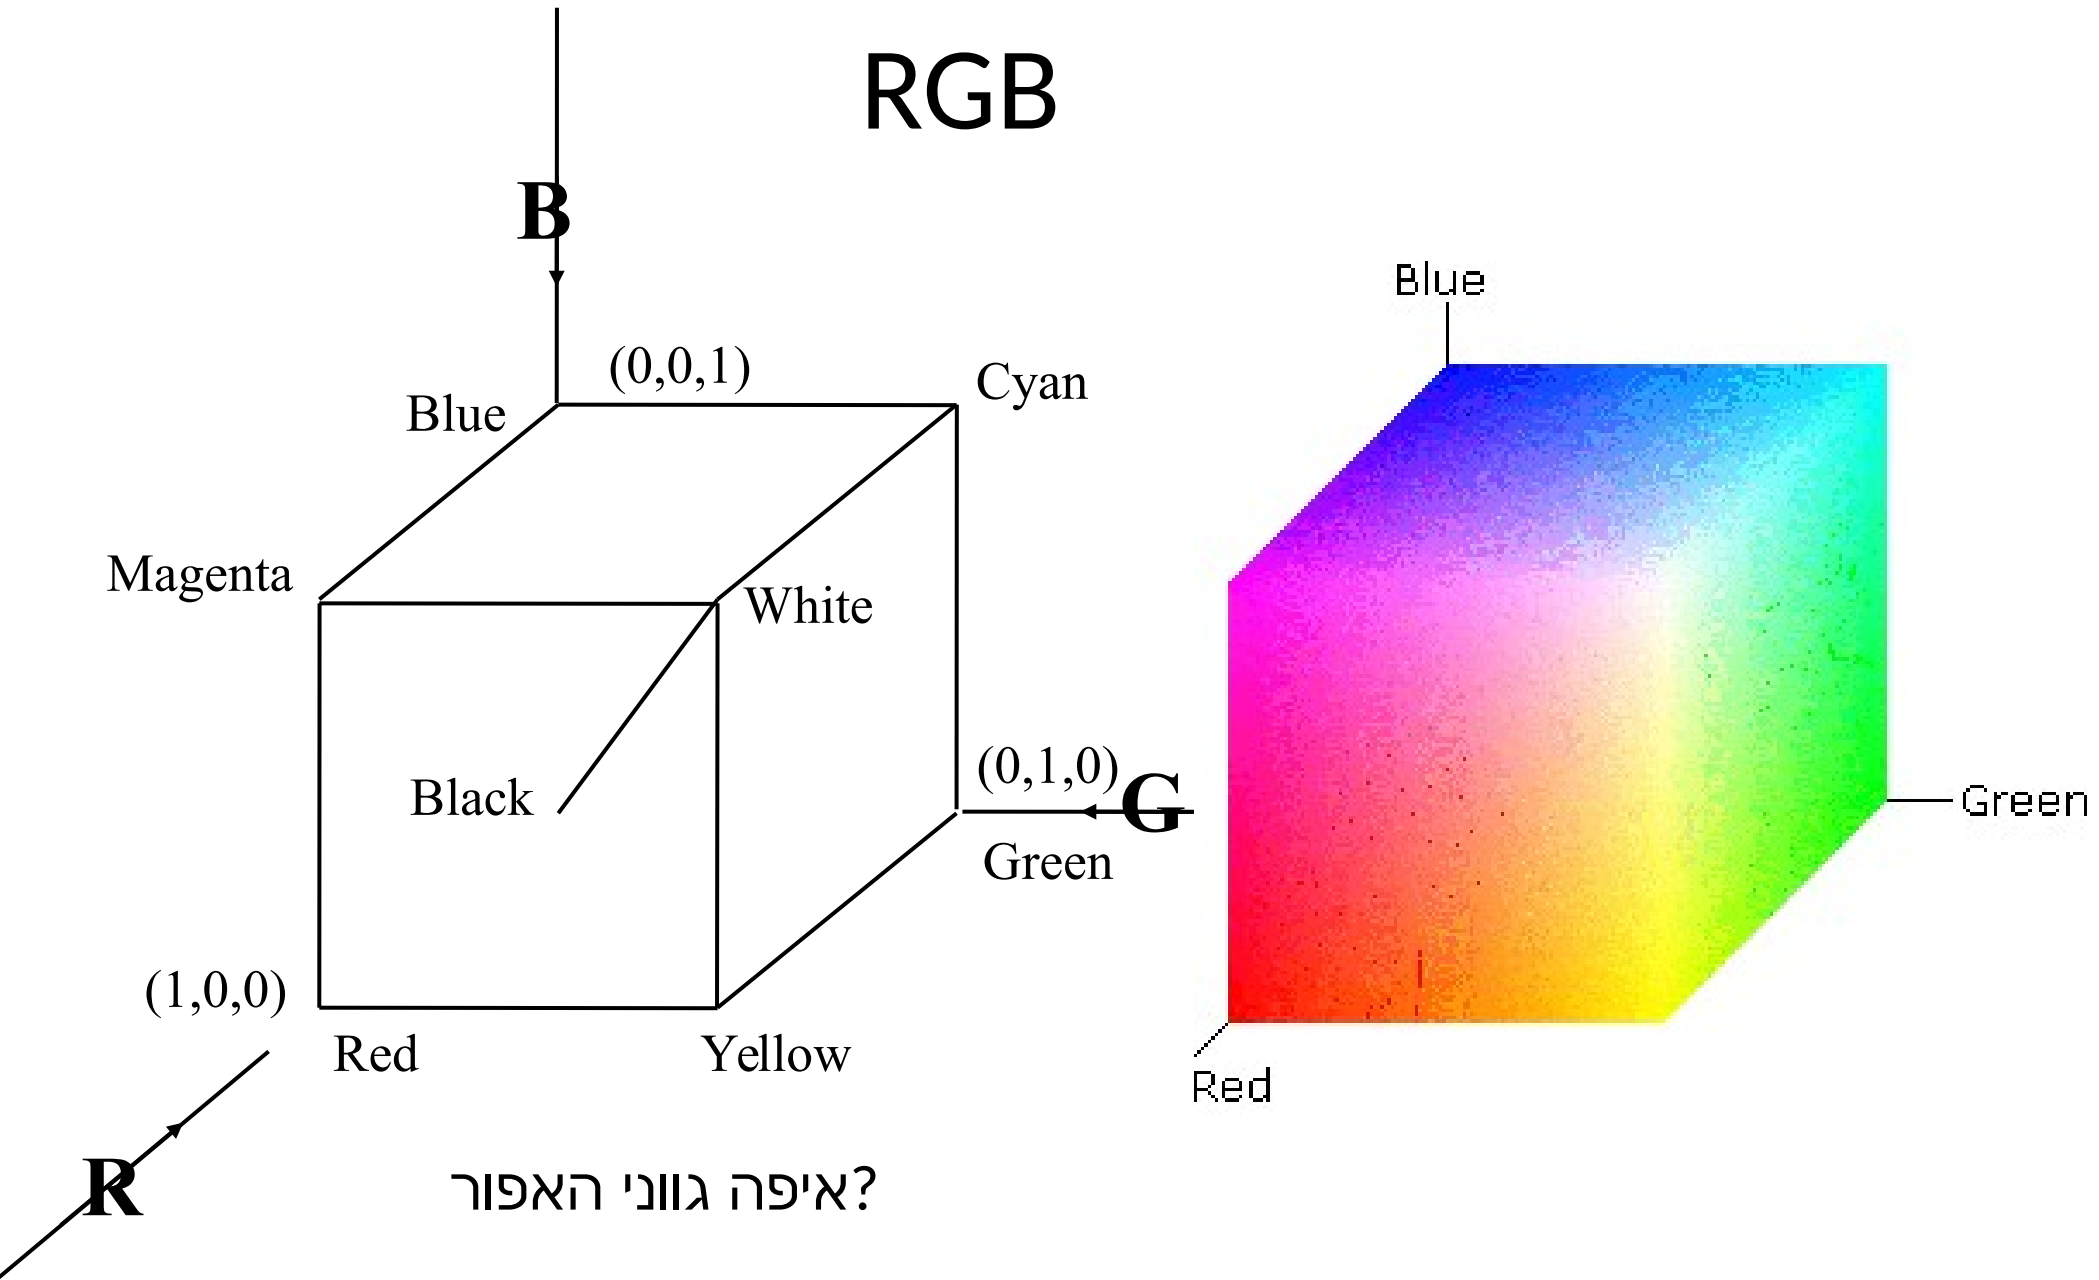 RGB
B
Blue
(0,0,1)
Cyan
Blue
Magenta
White
(0,1,0)
G
Black
Green
Green
(1,0,0)
Red
Yellow
Red
R
איפה גווני האפור?